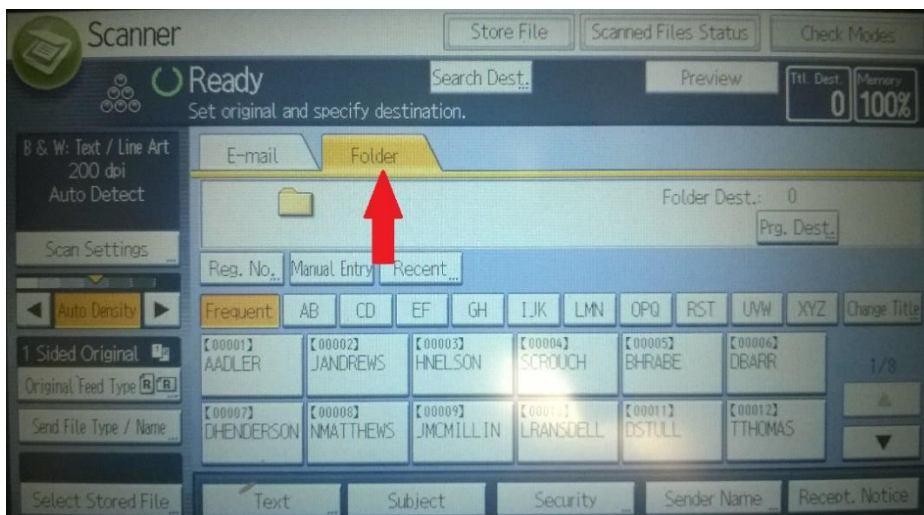 Scanner
Store File
Scanned Files Status
Check Modes
Ready
Search Dest.
Preview
Ttl. Dest.
0
Memory
100%
Set original and specify destination.
B & W: Text / Line Art
200 dpi
Auto Detect
E-mail
Folder
Folder Dest.: 0
Prg. Dest.
Scan Settings
Reg. No.
Manual Entry
Recent
Auto Density
Frequent
AB
CD
EF
GH
IJK
LMN
OPQ
RST
UVW
XYZ
Change Title
1 Sided Original
Original Feed Type
[00001]
AADLER
[00002]
JANDREWS
[00003]
HNELSON
[00004]
SCROUCH
[00005]
BHRABE
[00006]
DBARR
1/8
Send File Type / Name
[00007]
DHENDERSON
[00008]
NMATTHEWS
[00009]
JMCMILLIN
LRANSDELL
[00011]
DSTULL
[00012]
TTHOMAS
Select Stored File
Text
Subject
Security
Sender Name
Recept. Notice